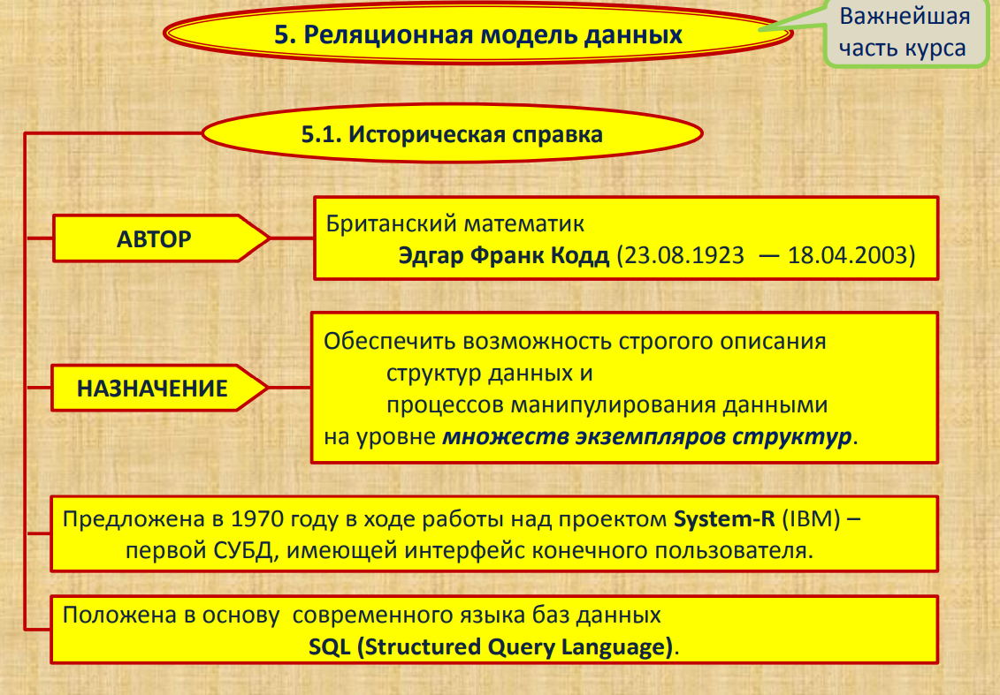 5. Реляционная модель данных
Важнейшая
часть курса
5.1. Историческая справка
АВТОР
Британский математик
Эдгар Франк Кодд (23.08.1923 — 18.04.2003)
НАЗНАЧЕНИЕ
Обеспечить возможность строгого описания
структур данных и
процессов манипулирования данными
на уровне множеств экземпляров структур.
Предложена в 1970 году в ходе работы над проектом System-R (IBM) –
первой СУБД, имеющей интерфейс конечного пользователя.
Положена в основу современного языка баз данных
SQL (Structured Query Language).